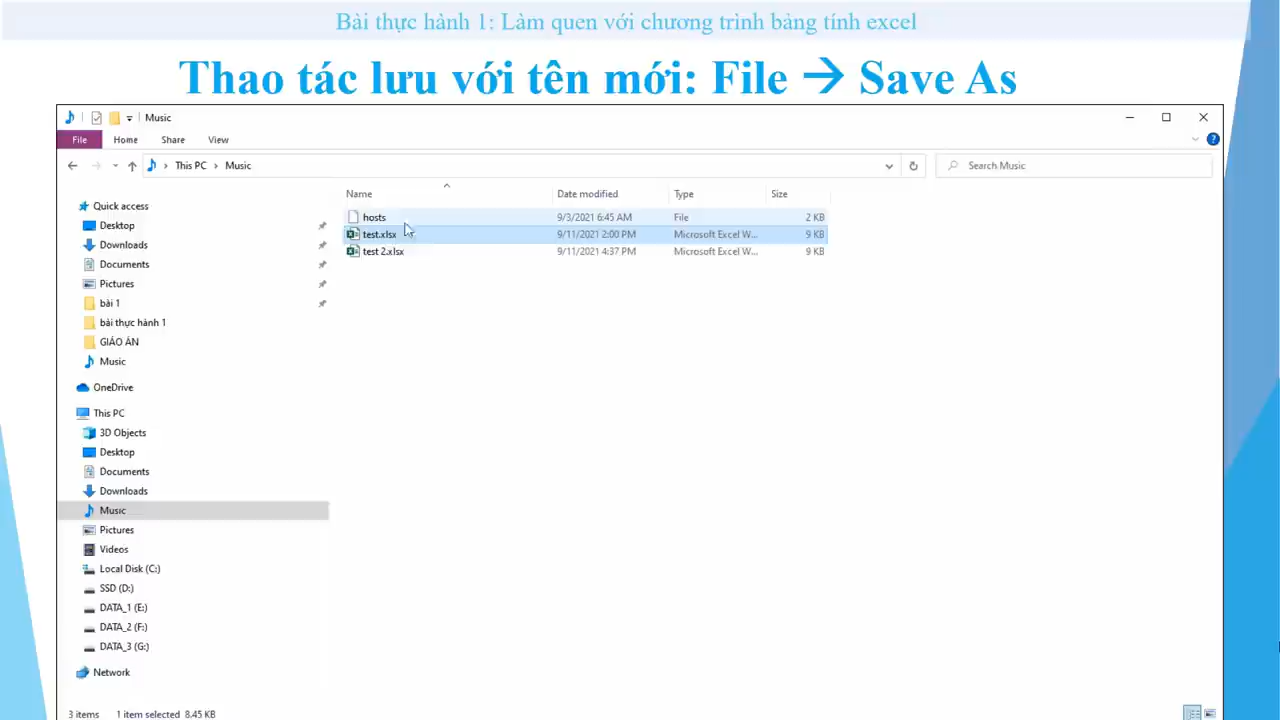 Bài thực hành 1: Làm quen với chương trình bảng tính excel
Thao tác lưu với tên mới: File → Save As
Music
File Home Share View
This PC › Music
Search Music
Name Date modified Type Size
hosts 9/3/2021 6:45 AM File 2 KB
test.xlsx 9/11/2021 2:00 PM Microsoft Excel W... 9 KB
test 2.xlsx 9/11/2021 4:37 PM Microsoft Excel W... 9 KB
Quick access
Desktop
Downloads
Documents
Pictures
bài 1
bài thực hành 1
GIÁO ÁN
Music
OneDrive
This PC
3D Objects
Desktop
Documents
Downloads
Music
Pictures
Videos
Local Disk (C:)
SSD (D:)
DATA_1 (E:)
DATA_2 (F:)
DATA_3 (G:)
Network
3 items 1 item selected 8.45 KB